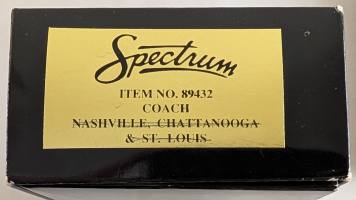 Spectrum
ITEM NO. 89432
COACH
NASHVILLE, CHATTANOOGA
& ST. LOUIS